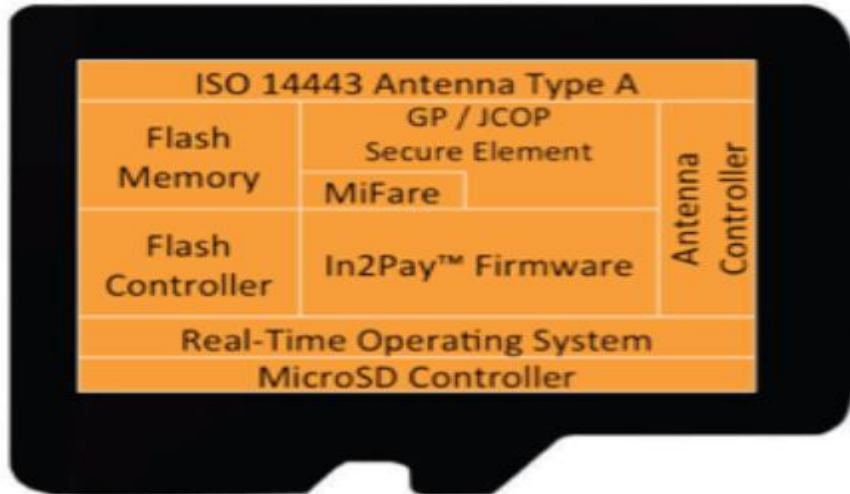 ISO 14443 Antenna Type A
Flash
Memory
GP / JCOP
Secure Element
MiFare
Antenna
Controller
Flash
Controller
In2Pay™ Firmware
Real-Time Operating System
MicroSD Controller